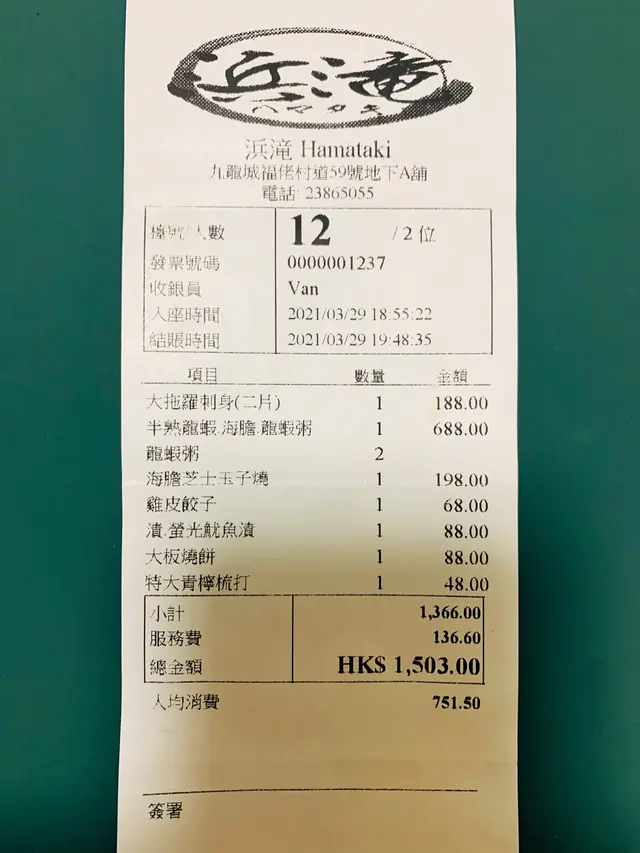 浜滝
ハマタキ
浜滝 Hamataki
九龍城福佬村道59號地下A舖
電話: 23865055
檯號/人數 12 / 2 位
發票號碼 0000001237
收銀員 Van
入座時間 2021/03/29 18:55:22
結賬時間 2021/03/29 19:48:35
項目 數量 金額
大拖羅刺身(二片) 1 188.00
半熟龍蝦.海膽.龍蝦粥 1 688.00
龍蝦粥 2
海膽芝士玉子燒 1 198.00
雞皮餃子 1 68.00
漬.螢光魷魚漬 1 88.00
大板燒餅 1 88.00
特大青檸梳打 1 48.00
小計 1,366.00
服務費 136.60
總金額 HK$ 1,503.00
人均消費 751.50
簽署